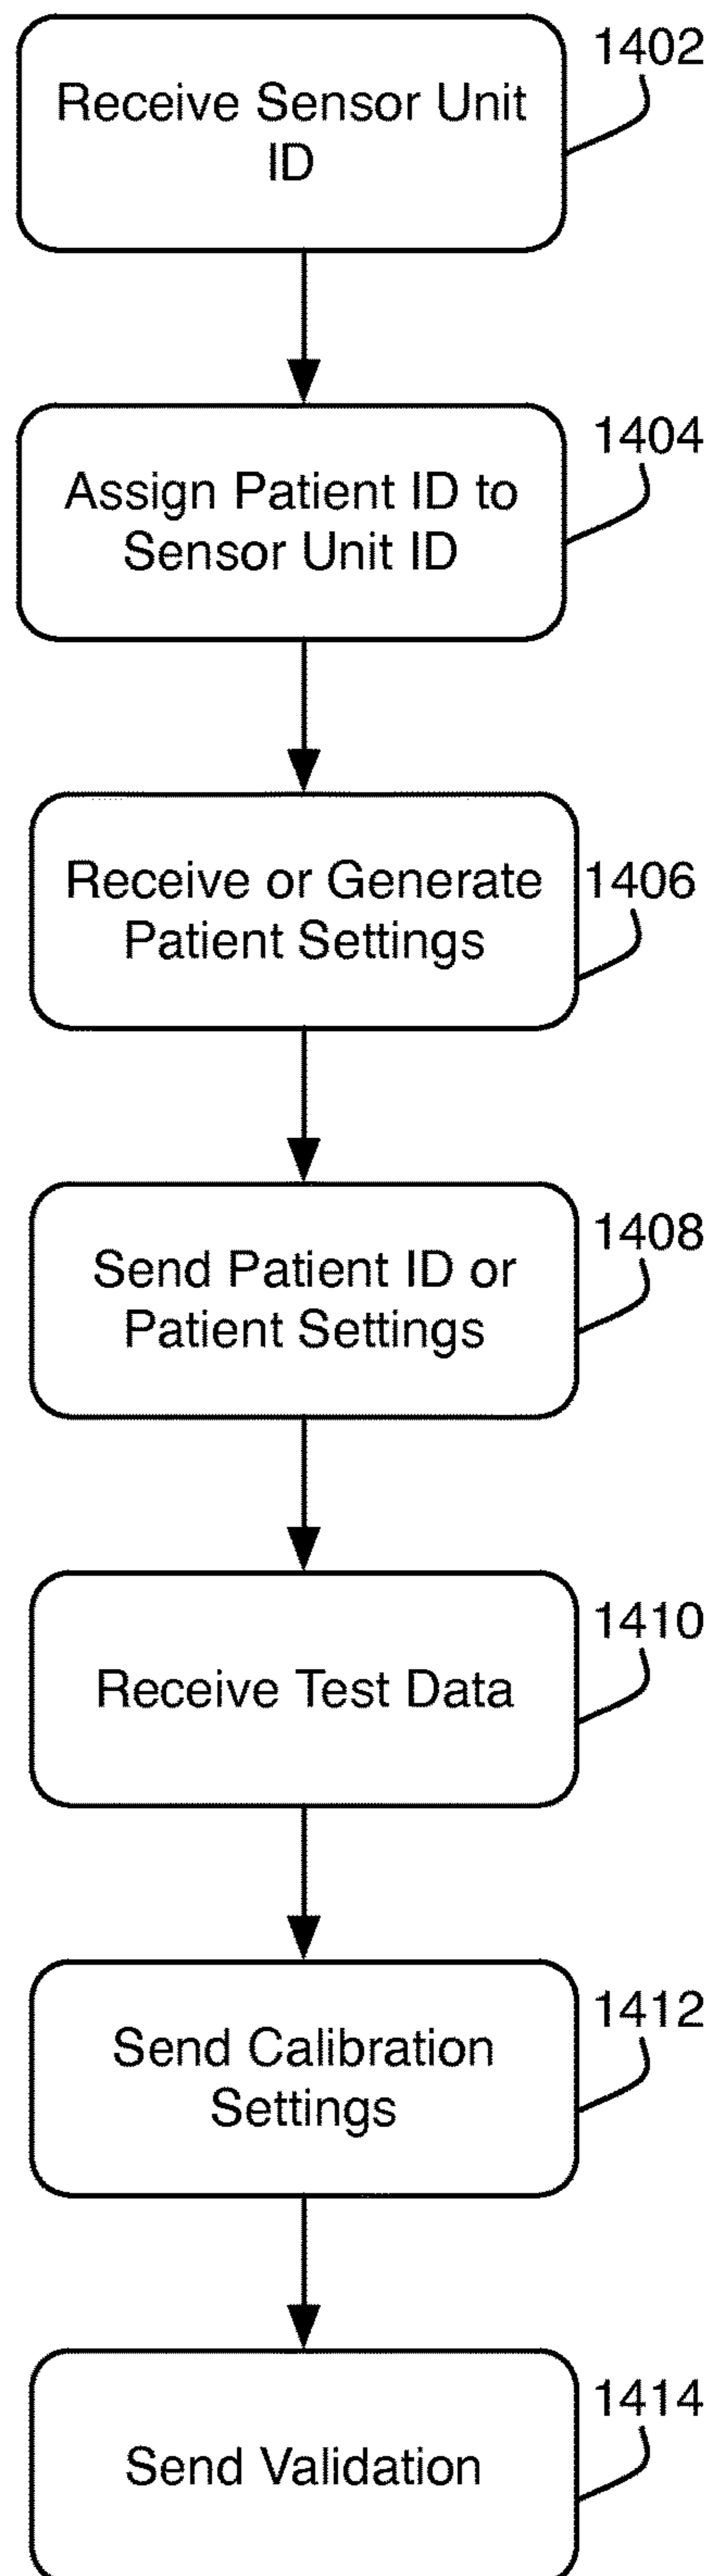 1402
Receive Sensor Unit
ID
1404
Assign Patient ID to
Sensor Unit ID
1406
Receive or Generate
Patient Settings
1408
Send Patient ID or
Patient Settings
1410
Receive Test Data
1412
Send Calibration
Settings
1414
Send Validation